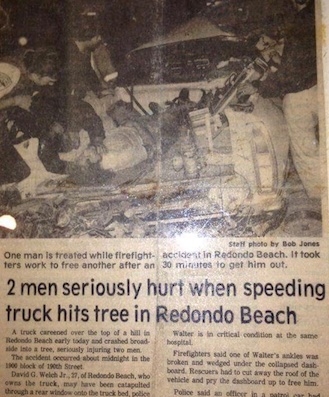 Staff photo by Bob Jones
One man is treated while firefight-
ters work to free another after an
accident in Redondo Beach. It took
30 minutes to get him out.
2 men seriously hurt when speeding
truck hits tree in Redondo Beach
A truck careened over the top of a hill in
Redondo Beach early today and crashed broad-
side into a tree, seriously injuring two men.
The accident occurred about midnight in the
block of 190th Street.
David G. Welch Jr., 27, of Redondo Beach, who
owns the truck, may have been catapulted
through a rear window onto the truck bed, police
Walter is in critical condition at the same
hospital.
Firefighters said one of Walter's ankles was
broken and wedged under the collapsed dash-
board. Rescuers had to cut away the roof of the
vehicle and pry the dashboard up to free him.
Police said an officer in a patrol car had